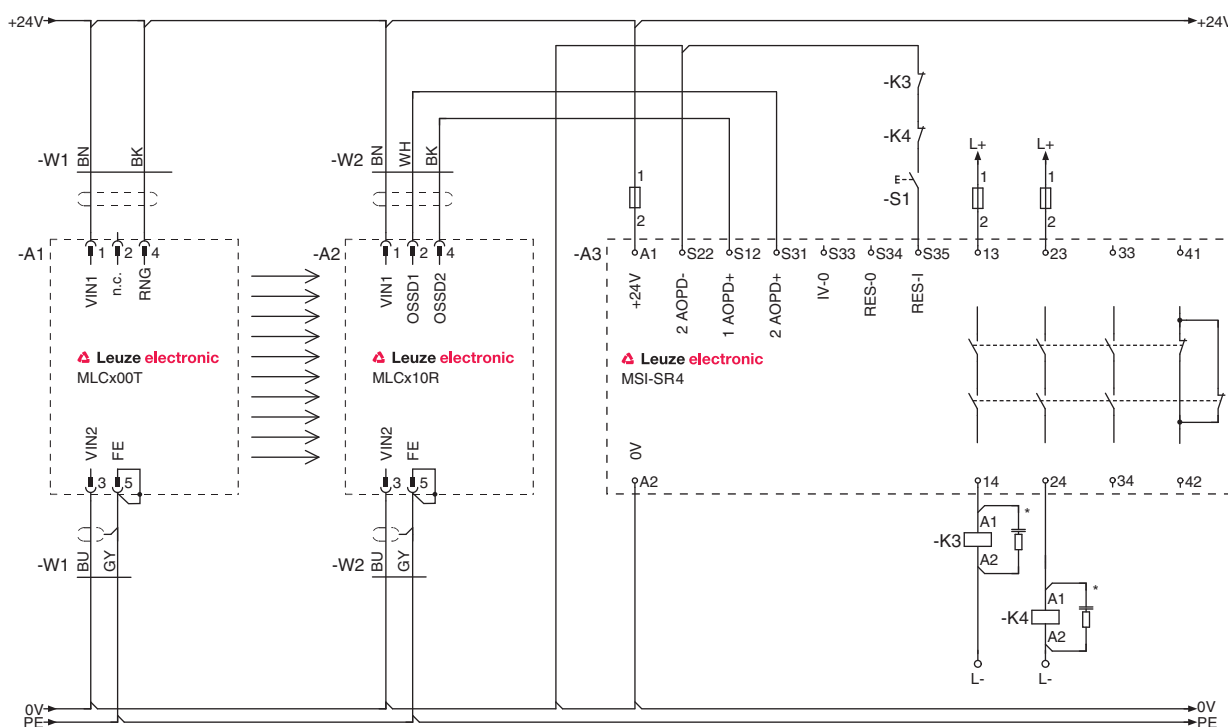 +24V +24V
-K3
-K4
-W1 BN BK -W2 BN WH BK L+ L+
1 1 1
-S1
2 2 2
-A1 1 2 4 -A2 1 2 4 -A3 A1 S22 S12 S31 S33 S34 S35 13 23 33 41
VIN1 n.c. RNG VIN1 OSSD1 OSSD2 +24V 2 AOPD- 1 AOPD+ 2 AOPD+ IV-0 RES-0 RES-I
Leuze electronic Leuze electronic Leuze electronic
MLCx00T MLCx10R MSI-SR4
VIN2 FE VIN2 FE 0V
3 5 3 5 A2 14 24 34 42
A1 *
-K3
A2
-W1 BU GY -W2 BU GY
A1 *
-K4
A2
L- L-
0V 0V
PE PE